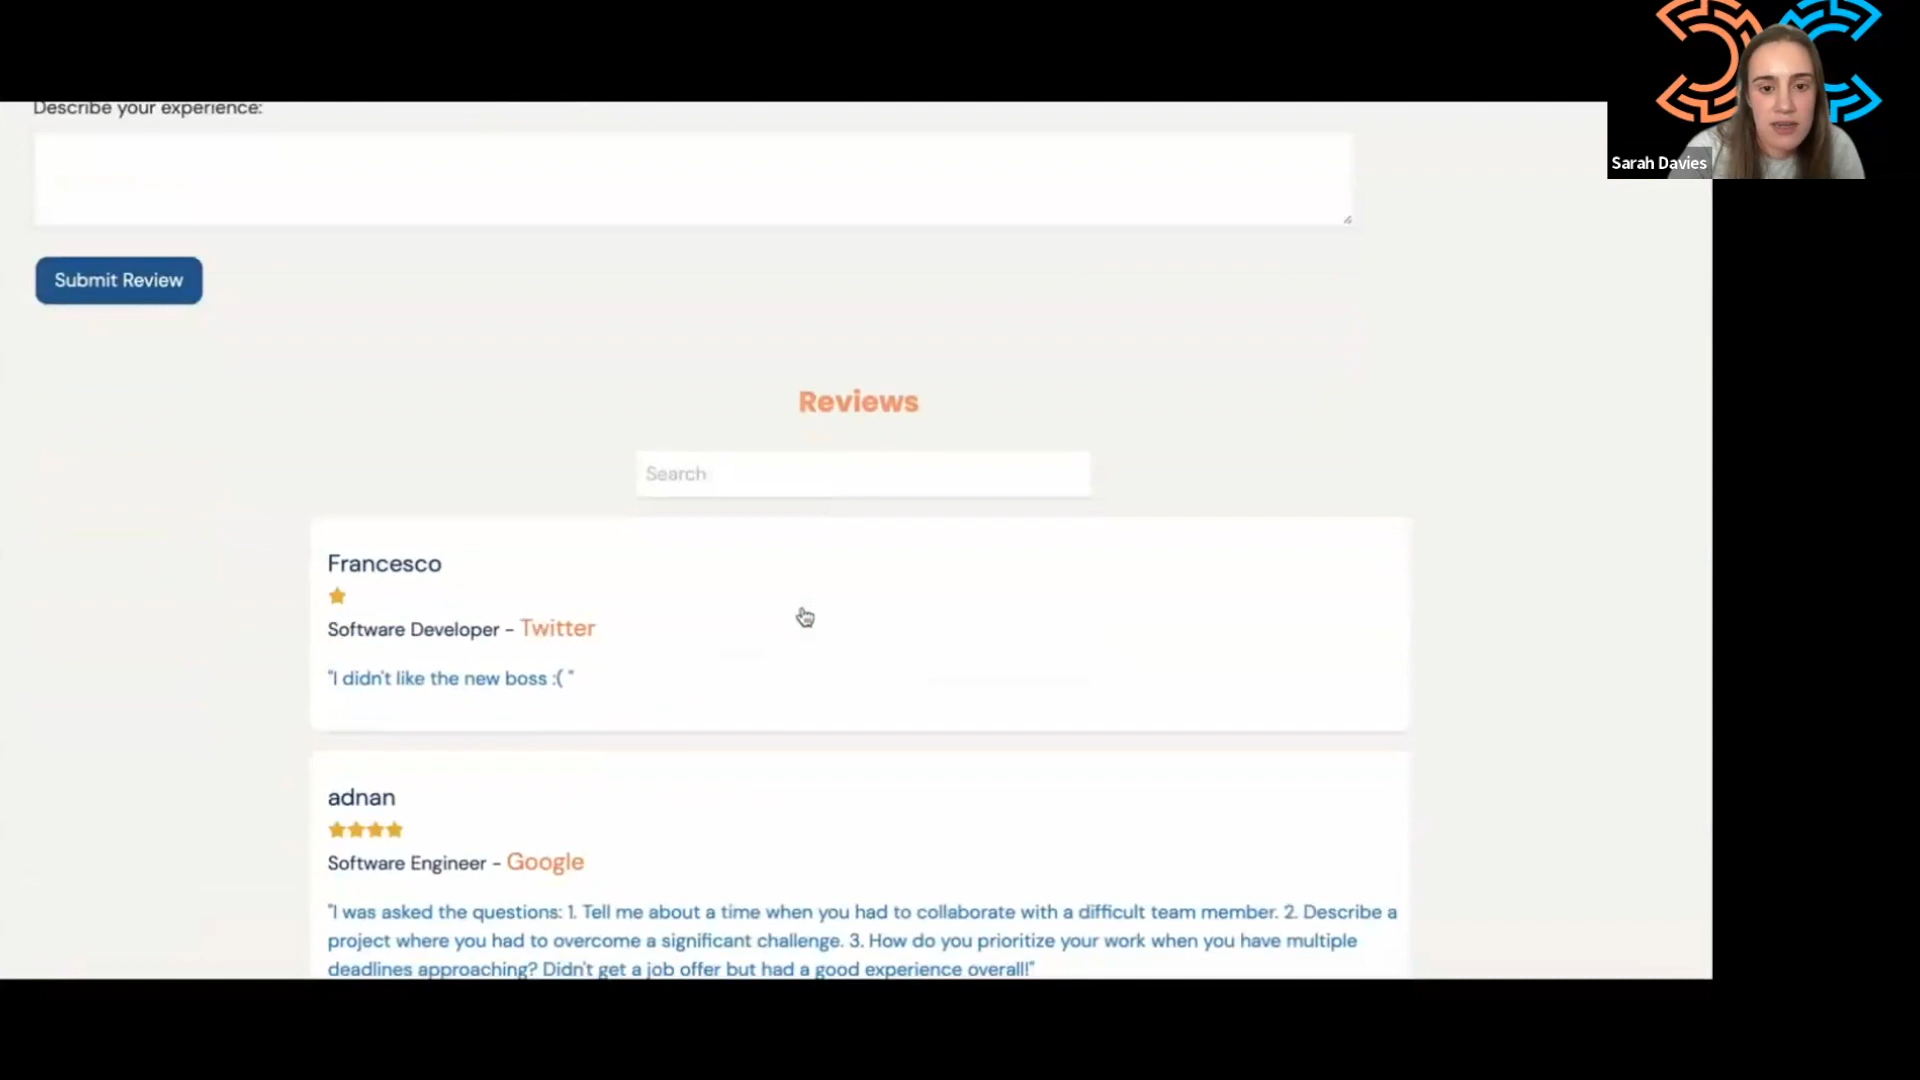 Describe your experience:
Sarah Davies
Submit Review
Reviews
Search
Francesco
Software Developer - Twitter
"I didn't like the new boss :( "
adnan
Software Engineer - Google
"I was asked the questions: 1. Tell me about a time when you had to collaborate with a difficult team member. 2. Describe a
project where you had to overcome a significant challenge. 3. How do you prioritize your work when you have multiple
deadlines approaching? Didn't get a job offer but had a good experience overall!"